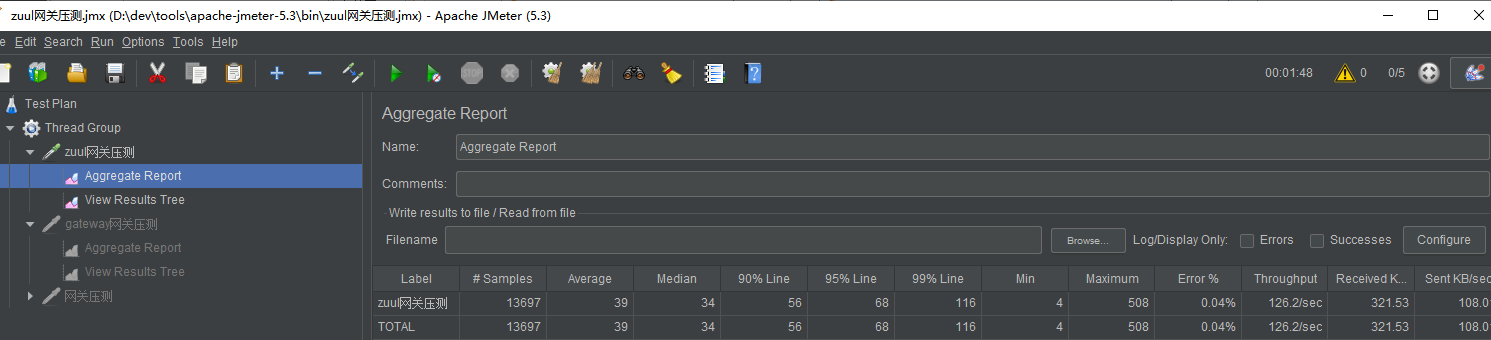 zuul网关压测.jmx (D:\dev\tools\apache-jmeter-5.3\bin\zuul网关压测.jmx) - Apache JMeter (5.3)
e Edit Search Run Options Tools Help
STOP 00:01:48 0 0/5
Test Plan
Thread Group
zuul网关压测
Aggregate Report
View Results Tree
gateway网关压测
Aggregate Report
View Results Tree
网关压测
Aggregate Report
Name: Aggregate Report
Comments:
Write results to file / Read from file
Filename Browse... Log/Display Only: Errors Successes Configure
Label # Samples Average Median 90% Line 95% Line 99% Line Min Maximum Error % Throughput Received K... Sent KB/sec
zuul网关压测 13697 39 34 56 68 116 4 508 0.04% 126.2/sec 321.53 108.0
TOTAL 13697 39 34 56 68 116 4 508 0.04% 126.2/sec 321.53 108.0